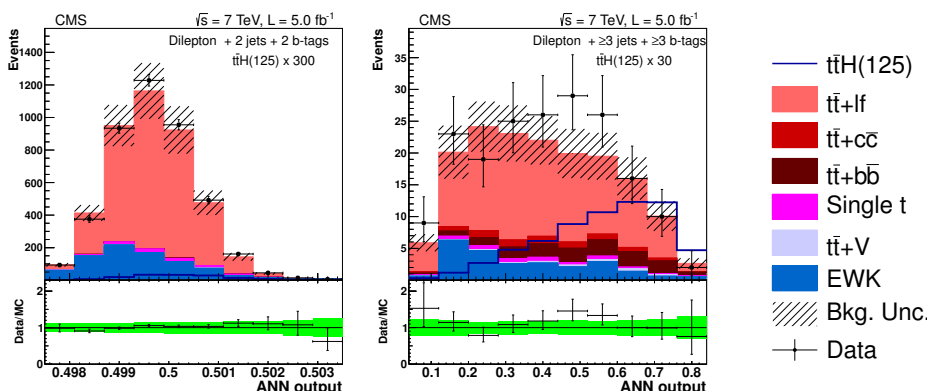 CMS √s = 7 TeV, L = 5.0 fb⁻¹
Dilepton + 2 jets + 2 b-tags
tt̄H(125) x 300
Events
1400
1200
1000
800
600
400
200
Data/MC
2
1
0
0.498 0.499 0.5 0.501 0.502 0.503
ANN output
CMS √s = 7 TeV, L = 5.0 fb⁻¹
Dilepton + ≥3 jets + ≥3 b-tags
tt̄H(125) x 30
Events
35
30
25
20
15
10
5
Data/MC
2
1
0
0.1 0.2 0.3 0.4 0.5 0.6 0.7 0.8
ANN output
tt̄H(125)
tt̄+lf
tt̄+cc̄
tt̄+bb̄
Single t
tt̄+V
EWK
Bkg. Unc.
Data